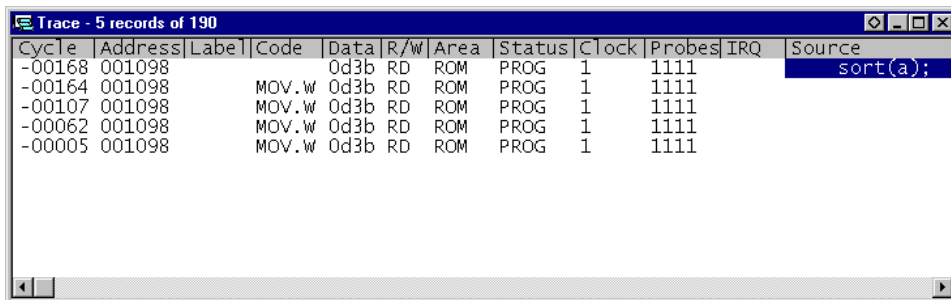 Trace - 5 records of 190
Cycle |Address|Label|Code |Data|R/W|Area |Status|Clock|Probes|IRQ |Source
-00168 001098 0d3b RD ROM PROG 1 1111 sort(a);
-00164 001098 MOV.W 0d3b RD ROM PROG 1 1111
-00107 001098 MOV.W 0d3b RD ROM PROG 1 1111
-00062 001098 MOV.W 0d3b RD ROM PROG 1 1111
-00005 001098 MOV.W 0d3b RD ROM PROG 1 1111